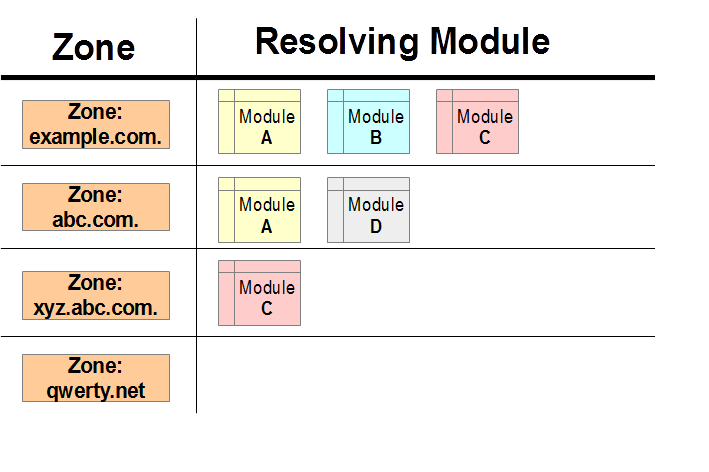 Zone
Resolving Module
Zone:
example.com.
Module
A
Module
B
Module
C
Zone:
abc.com.
Module
A
Module
D
Zone:
xyz.abc.com.
Module
C
Zone:
qwerty.net